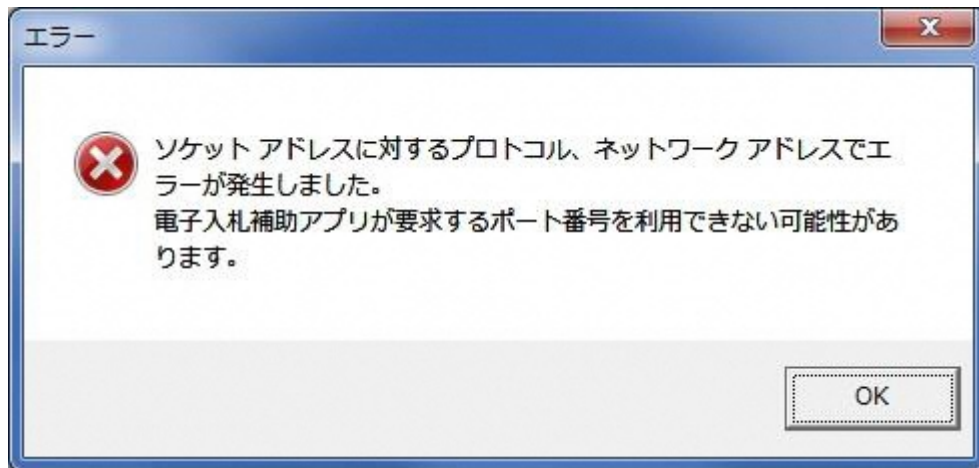 エラー
ソケット アドレスに対するプロトコル、ネットワーク アドレスでエ
ラーが発生しました。
電子入札補助アプリが要求するポート番号を利用できない可能性があ
ります。
OK